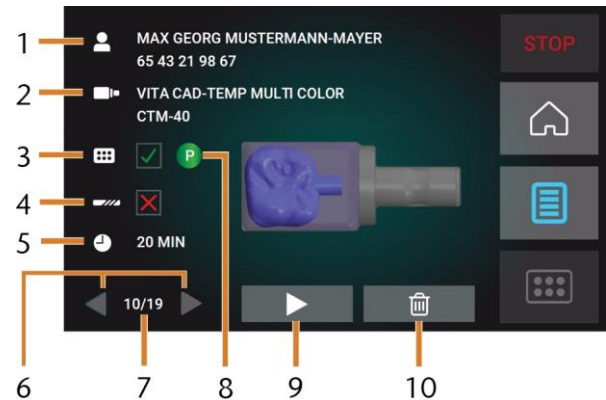 1
MAX GEORG MUSTERMANN-MAYER
65 43 21 98 67
STOP
2
VITA CAD-TEMP MULTI COLOR
CTM-40
3
P
4
5
20 MIN
10/19
6
7
8
9
10